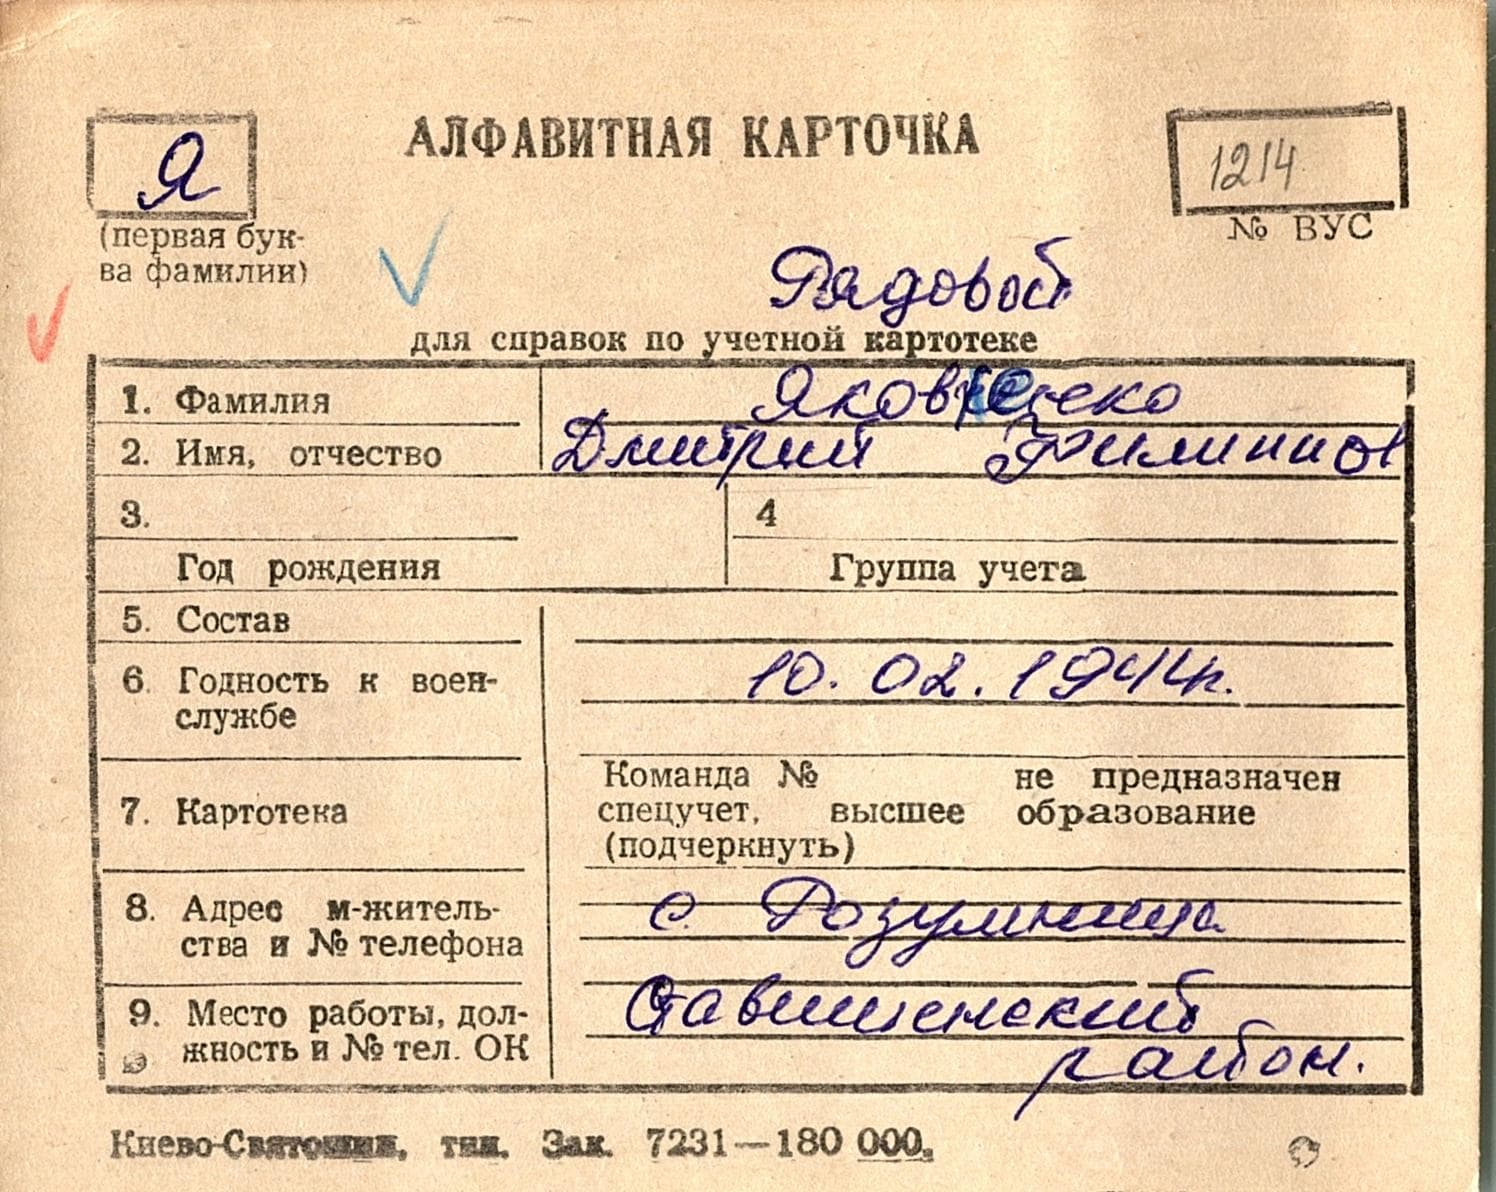 Я
АЛФАВИТНАЯ КАРТОЧКА
1214
(первая бук-
ва фамилии)
№ ВУС
Рядовой
для справок по учетной картотеке
1. Фамилия
2. Имя, отчество Дмитрий Филиппов
3.
4
Год рождения
Группа учета
5. Состав
6. Годность к воен-
службе
10.02.1944г.
7. Картотека
Команда № не предназначен
спецучет, высшее образование
(подчеркнуть)
8. Адрес м-житель-
ства и № телефона
с. Розумница
9. Место работы, дол-
жность и № тел. ОК
Ставищенский
район.
Киево-Святошин. тип. Зак. 7231—180 000.